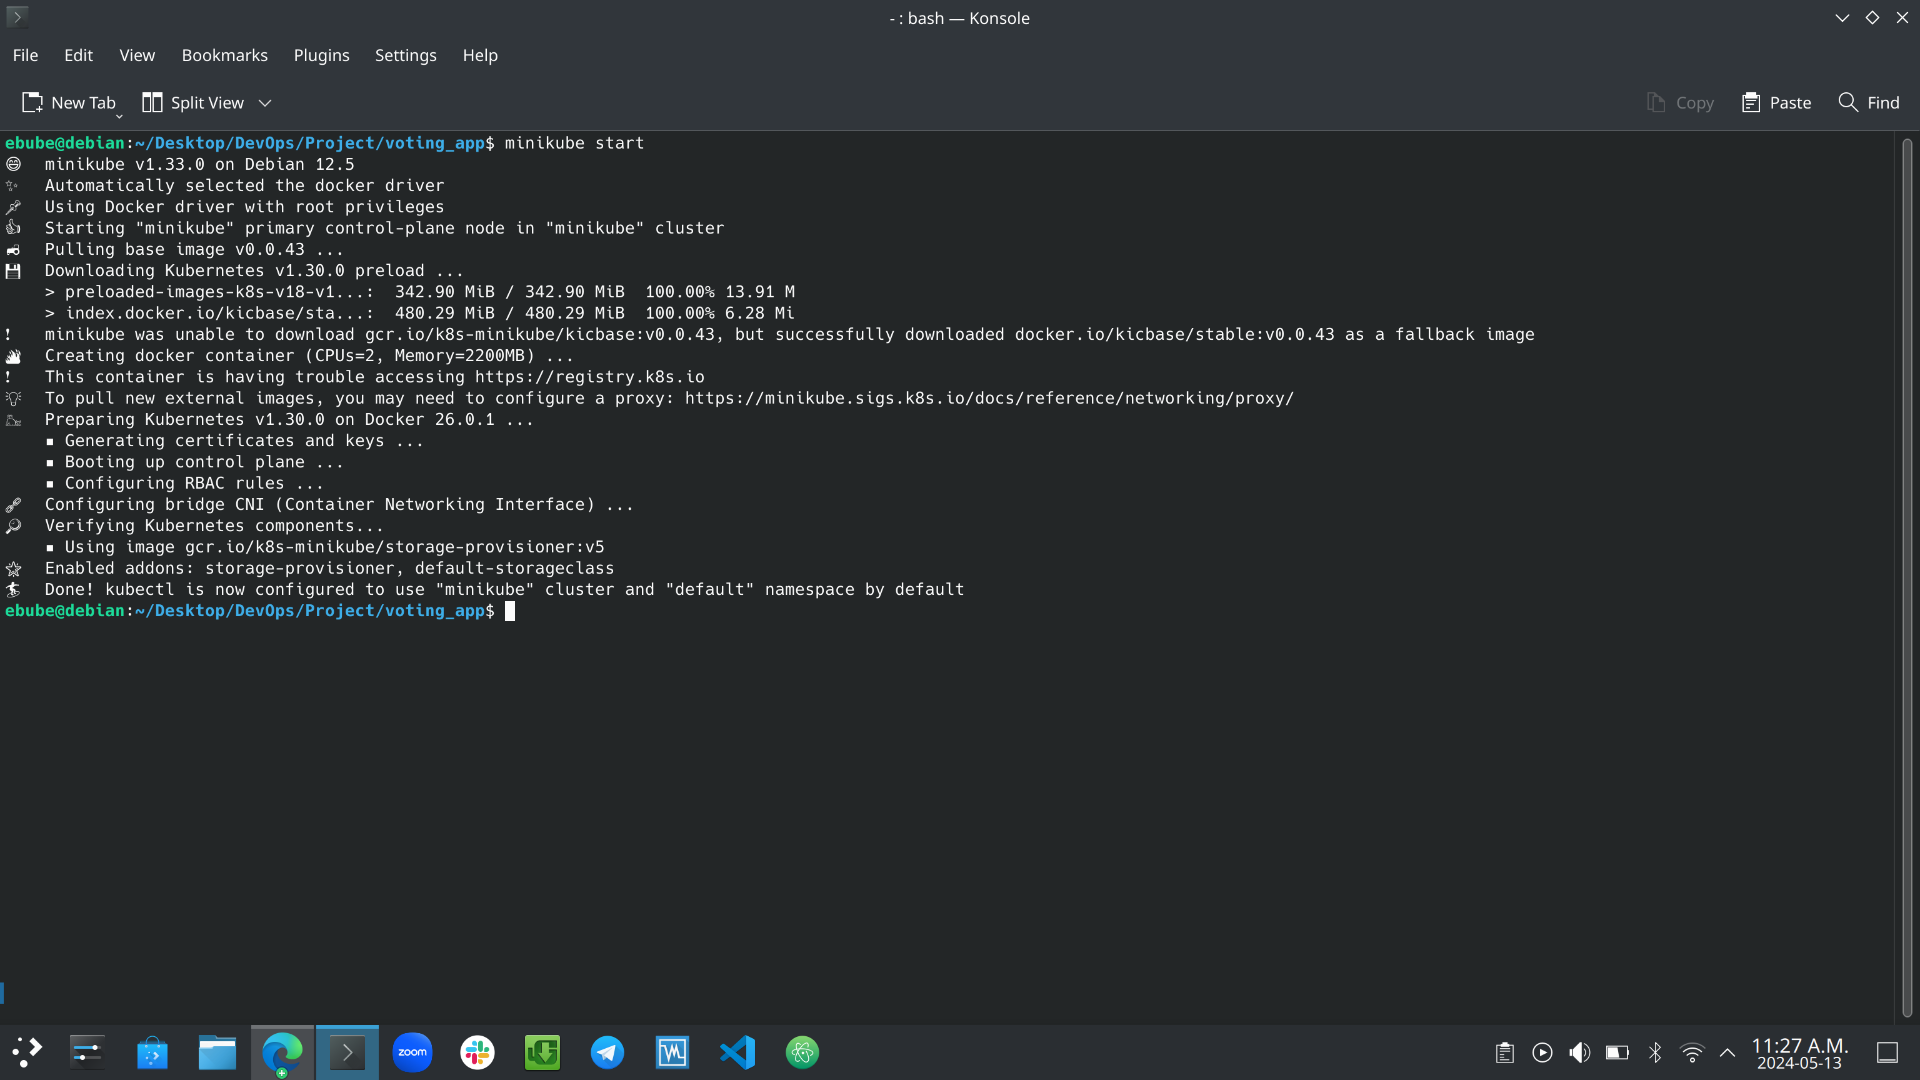 - : bash — Konsole
File Edit View Bookmarks Plugins Settings Help
New Tab Split View Copy Paste Find
ebube@debian:~/Desktop/DevOps/Project/voting_app$ minikube start
minikube v1.33.0 on Debian 12.5
Automatically selected the docker driver
Using Docker driver with root privileges
Starting "minikube" primary control-plane node in "minikube" cluster
Pulling base image v0.0.43 ...
Downloading Kubernetes v1.30.0 preload ...
> preloaded-images-k8s-v18-v1...:  342.90 MiB / 342.90 MiB  100.00% 13.91 M
> index.docker.io/kicbase/sta...:  480.29 MiB / 480.29 MiB  100.00% 6.28 Mi
! minikube was unable to download gcr.io/k8s-minikube/kicbase:v0.0.43, but successfully downloaded docker.io/kicbase/stable:v0.0.43 as a fallback image
Creating docker container (CPUs=2, Memory=2200MB) ...
! This container is having trouble accessing https://registry.k8s.io
To pull new external images, you may need to configure a proxy: https://minikube.sigs.k8s.io/docs/reference/networking/proxy/
Preparing Kubernetes v1.30.0 on Docker 26.0.1 ...
▪ Generating certificates and keys ...
▪ Booting up control plane ...
▪ Configuring RBAC rules ...
Configuring bridge CNI (Container Networking Interface) ...
Verifying Kubernetes components...
▪ Using image gcr.io/k8s-minikube/storage-provisioner:v5
Enabled addons: storage-provisioner, default-storageclass
Done! kubectl is now configured to use "minikube" cluster and "default" namespace by default
ebube@debian:~/Desktop/DevOps/Project/voting_app$
zoom
11:27 A.M.
2024-05-13